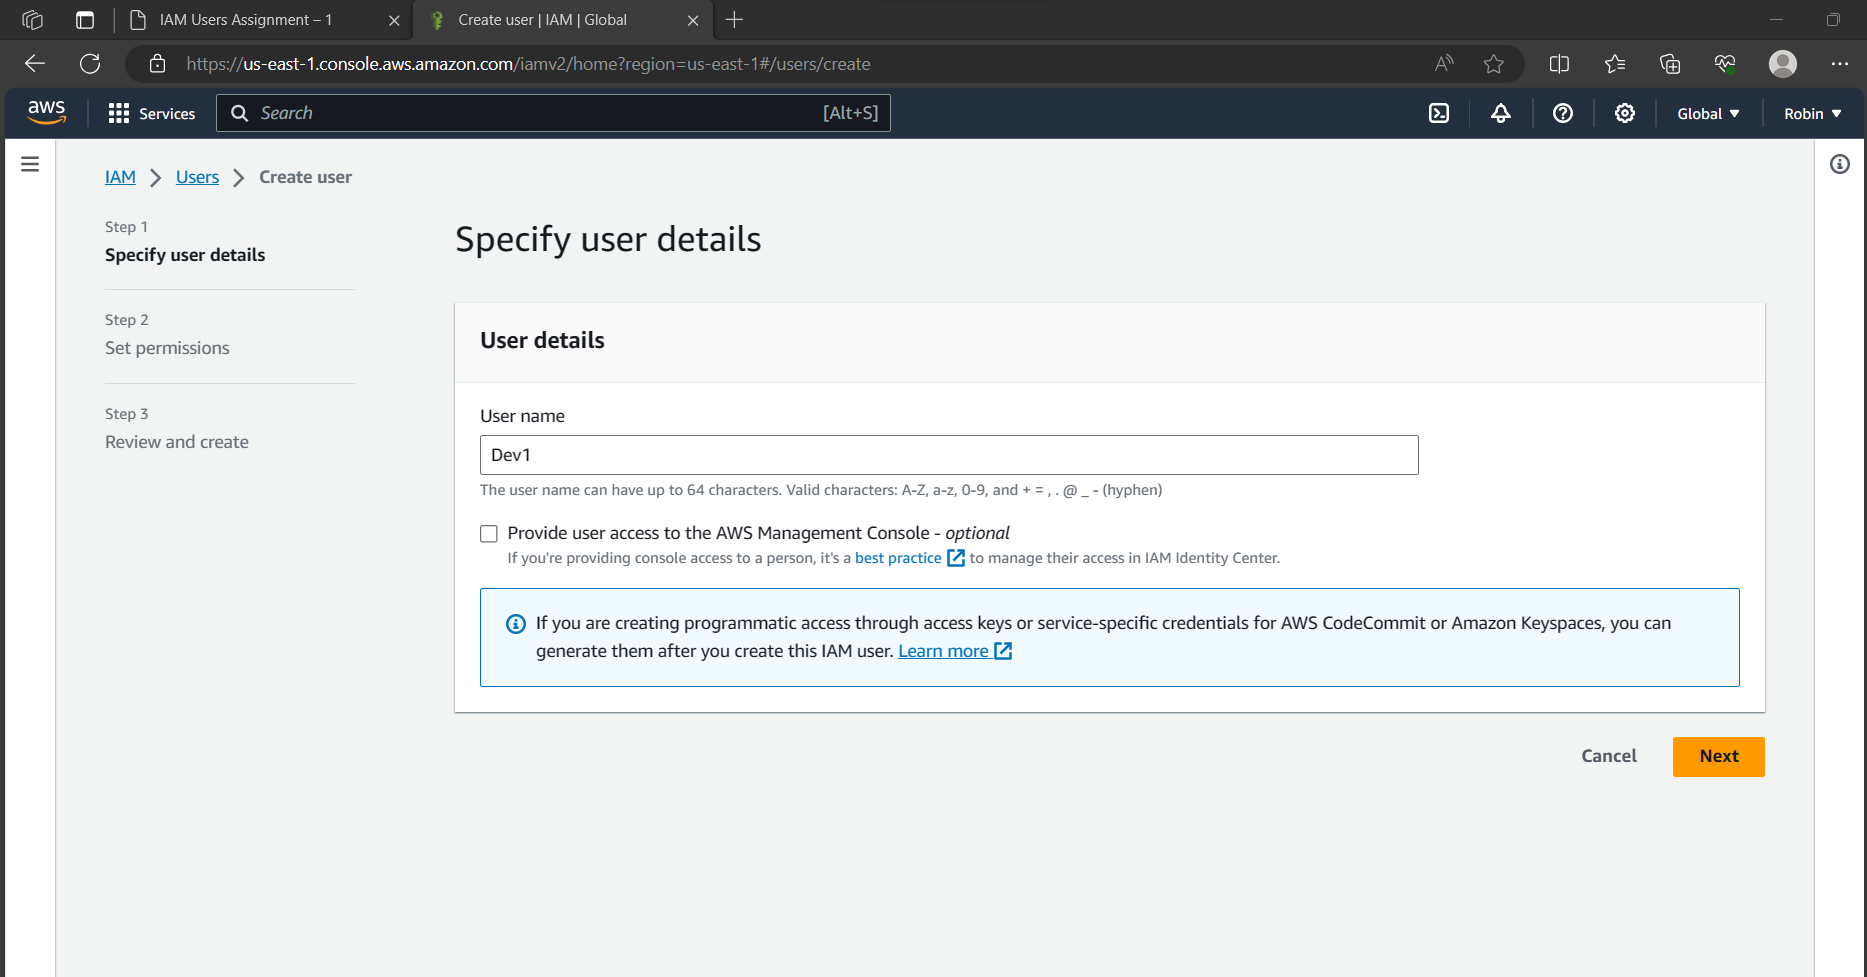 IAM Users Assignment – 1
Create user | IAM | Global
https://us-east-1.console.aws.amazon.com/iamv2/home?region=us-east-1#/users/create
aws
Services
Search
[Alt+S]
Global
Robin
IAM
Users
Create user
Step 1
Specify user details
Step 2
Set permissions
Step 3
Review and create
Specify user details
User details
User name
Dev1
The user name can have up to 64 characters. Valid characters: A-Z, a-z, 0-9, and + = , . @ _ - (hyphen)
Provide user access to the AWS Management Console - optional
If you're providing console access to a person, it's a best practice to manage their access in IAM Identity Center.
If you are creating programmatic access through access keys or service-specific credentials for AWS CodeCommit or Amazon Keyspaces, you can
generate them after you create this IAM user. Learn more
Cancel
Next